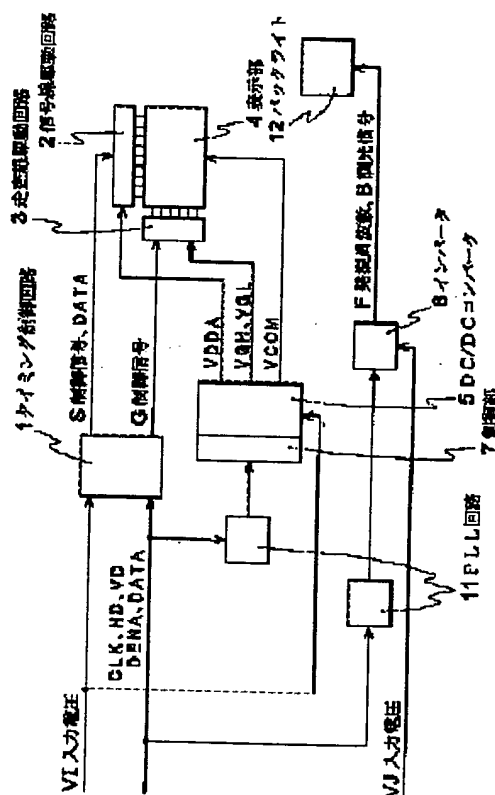 1タイミング制御回路
3走査線駆動回路
2信号線駆動回路
S制御信号、DATA
G制御信号
4表示部
12バックライト
VDDA
VGH、VGL
VCOM
F発振周波数、B調光信号
VI入力電圧
CLK、HD、VD
DENA、DATA
11PLL回路
7制御部
5DC/DCコンバータ
8インバータ
VJ入力電圧